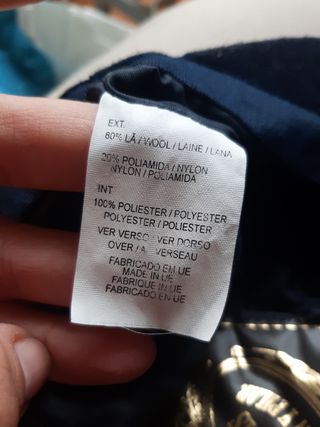 EXT.
80% LÃ / WOOL / LAINE / LANA
20% POLIAMIDA / NYLON
NYLON / POLIAMIDA
INT
100% POLIESTER / POLYESTER
POLYESTER / POLIESTER
VER VERSO / VER DORSO
OVER / AU VERSEAU
FABRICADO EM UE
MADE IN UE
FABRIQUE IN UE
FABRICADO EN UE